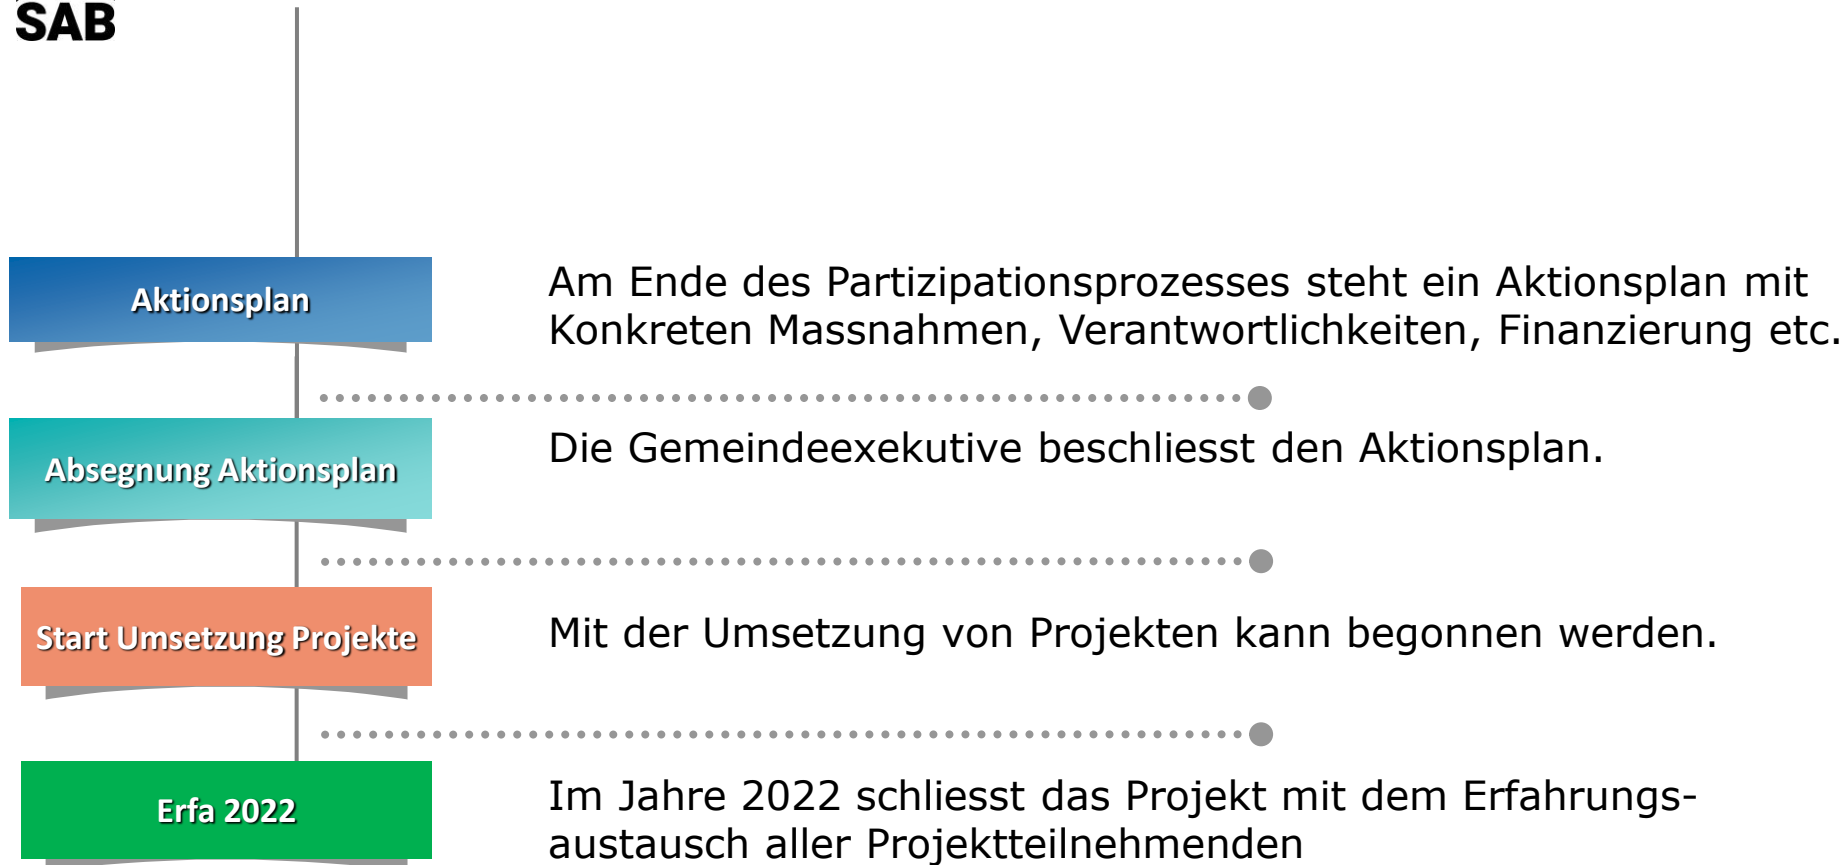 SAB
Aktionsplan
Am Ende des Partizipationsprozesses steht ein Aktionsplan mit
Konkreten Massnahmen, Verantwortlichkeiten, Finanzierung etc.
Absegnung Aktionsplan
Die Gemeindeexekutive beschliesst den Aktionsplan.
Start Umsetzung Projekte
Mit der Umsetzung von Projekten kann begonnen werden.
Erfa 2022
Im Jahre 2022 schliesst das Projekt mit dem Erfahrungs-
austausch aller Projektteilnehmenden